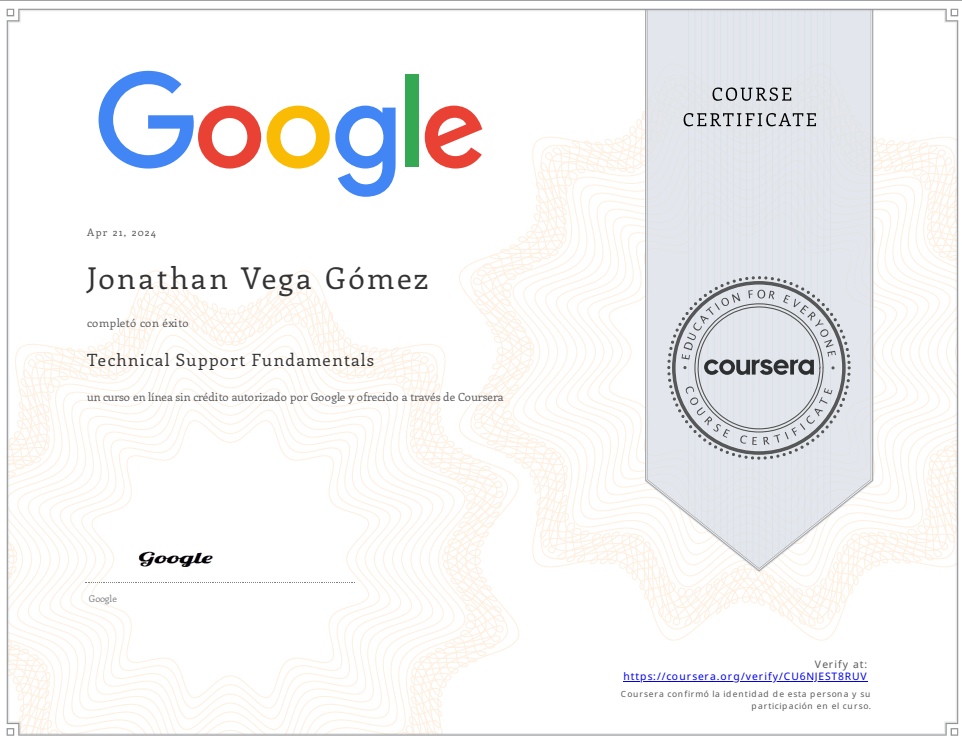 Google
COURSE
CERTIFICATE
Apr 21, 2024
Jonathan Vega Gómez
completó con éxito
Technical Support Fundamentals
un curso en línea sin crédito autorizado por Google y ofrecido a través de Coursera
EDUCATION FOR EVERYONE
coursera
COURSE CERTIFICATE
Google
Google
Verify at:
https://coursera.org/verify/CU6NJEST8RUV
Coursera confirmó la identidad de esta persona y su
participación en el curso.